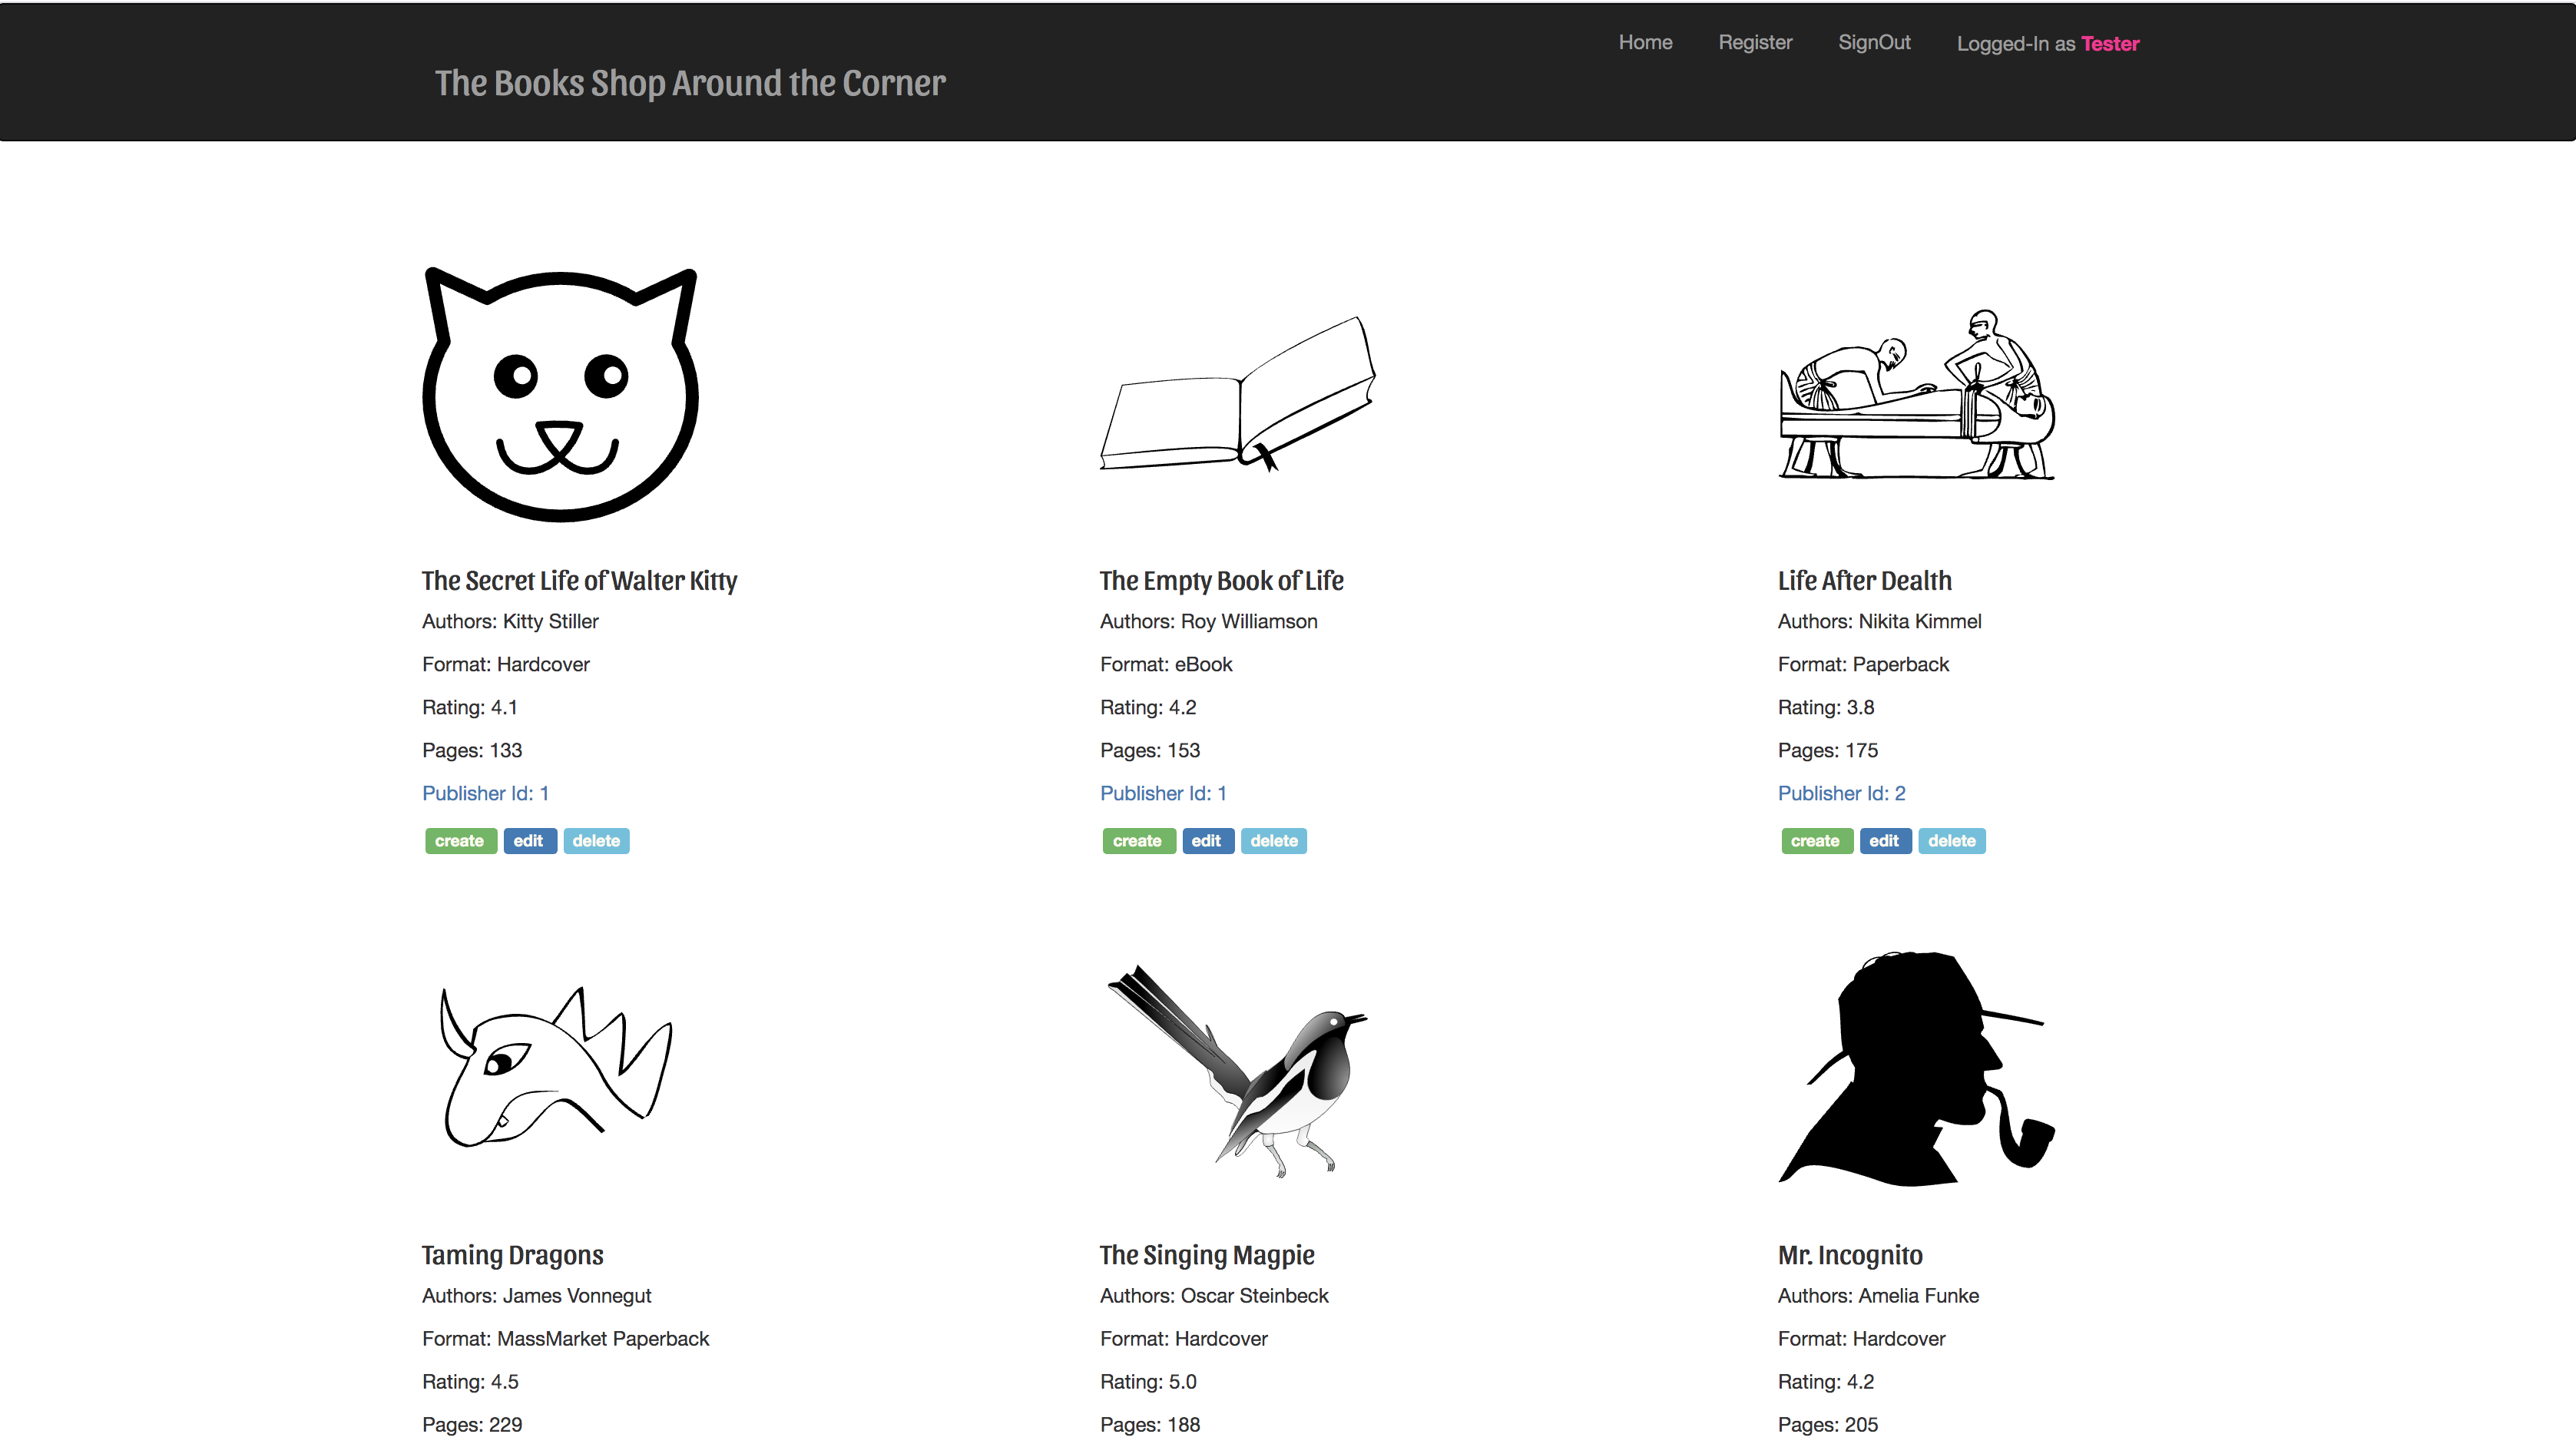 Home Register SignOut Logged-In as Tester
The Books Shop Around the Corner
The Secret Life of Walter Kitty
Authors: Kitty Stiller
Format: Hardcover
Rating: 4.1
Pages: 133
Publisher Id: 1
create edit delete
The Empty Book of Life
Authors: Roy Williamson
Format: eBook
Rating: 4.2
Pages: 153
Publisher Id: 1
create edit delete
Life After Dealth
Authors: Nikita Kimmel
Format: Paperback
Rating: 3.8
Pages: 175
Publisher Id: 2
create edit delete
Taming Dragons
Authors: James Vonnegut
Format: MassMarket Paperback
Rating: 4.5
Pages: 229
The Singing Magpie
Authors: Oscar Steinbeck
Format: Hardcover
Rating: 5.0
Pages: 188
Mr. Incognito
Authors: Amelia Funke
Format: Hardcover
Rating: 4.2
Pages: 205